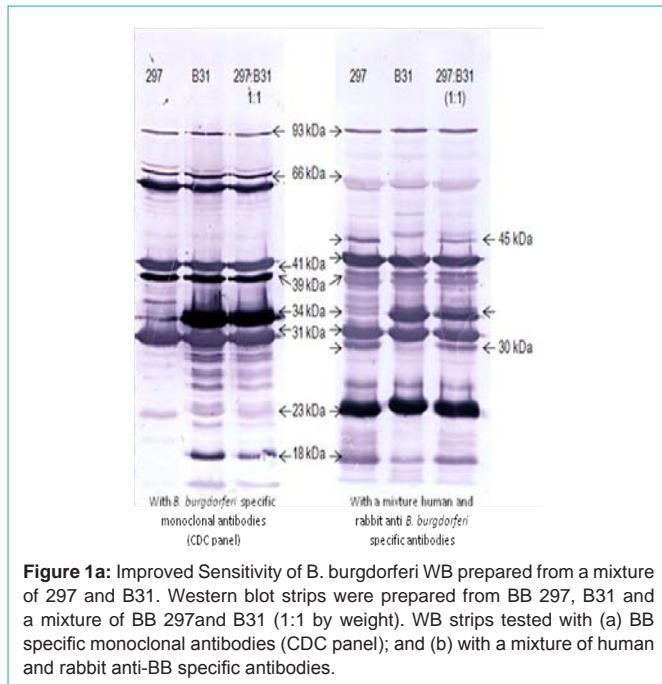 297 B31 297:B31 1:1
297 B31 297:B31 (1:1)
93 kDa
66 kDa
45 kDa
41 kDa
39 kDa
34 kDa
31 kDa
30 kDa
23 kDa
18 kDa
With B. burgdorferi specific
monoclonal antibodies
(CDC panel)
With a mixture human and
rabbit anti B. burgdorferi
specific antibodies
Figure 1a: Improved Sensitivity of B. burgdorferi WB prepared from a mixture
of 297 and B31. Western blot strips were prepared from BB 297, B31 and
a mixture of BB 297and B31 (1:1 by weight). WB strips tested with (a) BB
specific monoclonal antibodies (CDC panel); and (b) with a mixture of human
and rabbit anti-BB specific antibodies.